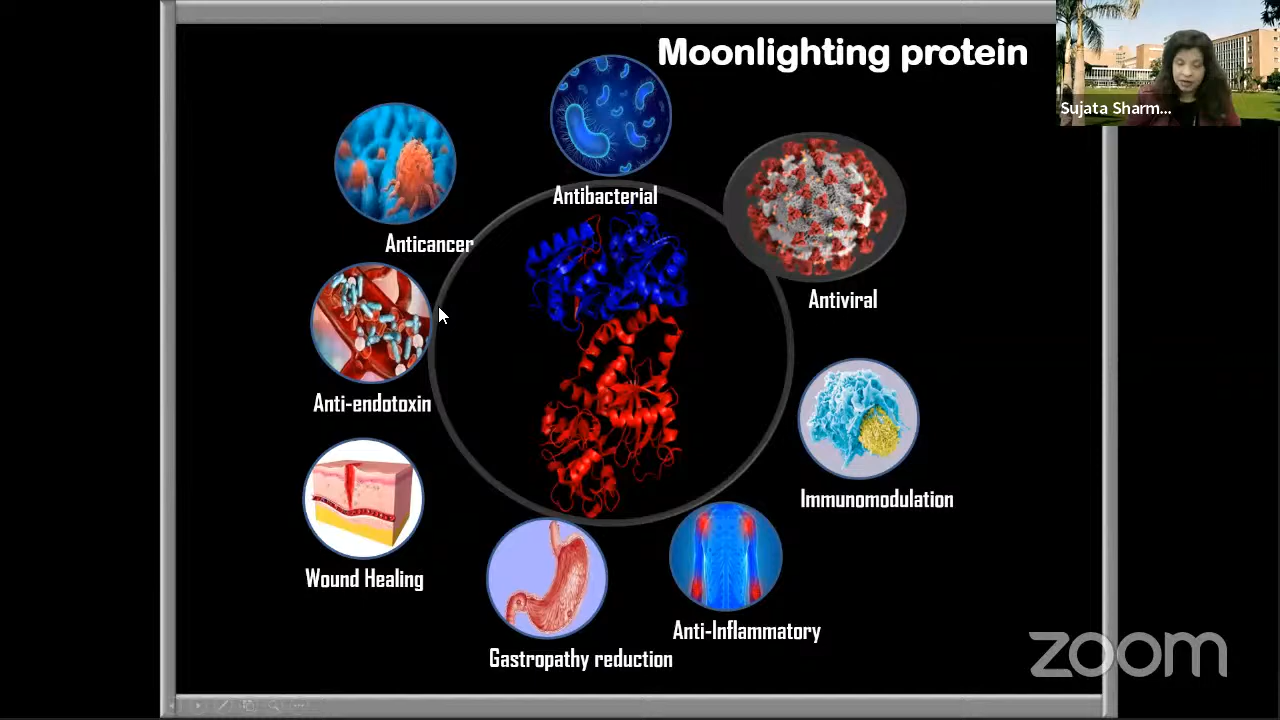 Moonlighting protein
Sujata Sharm...
Antibacterial
Anticancer
Antiviral
Anti-endotoxin
Immunomodulation
Wound Healing
Anti-Inflammatory
Gastropathy reduction
zoom